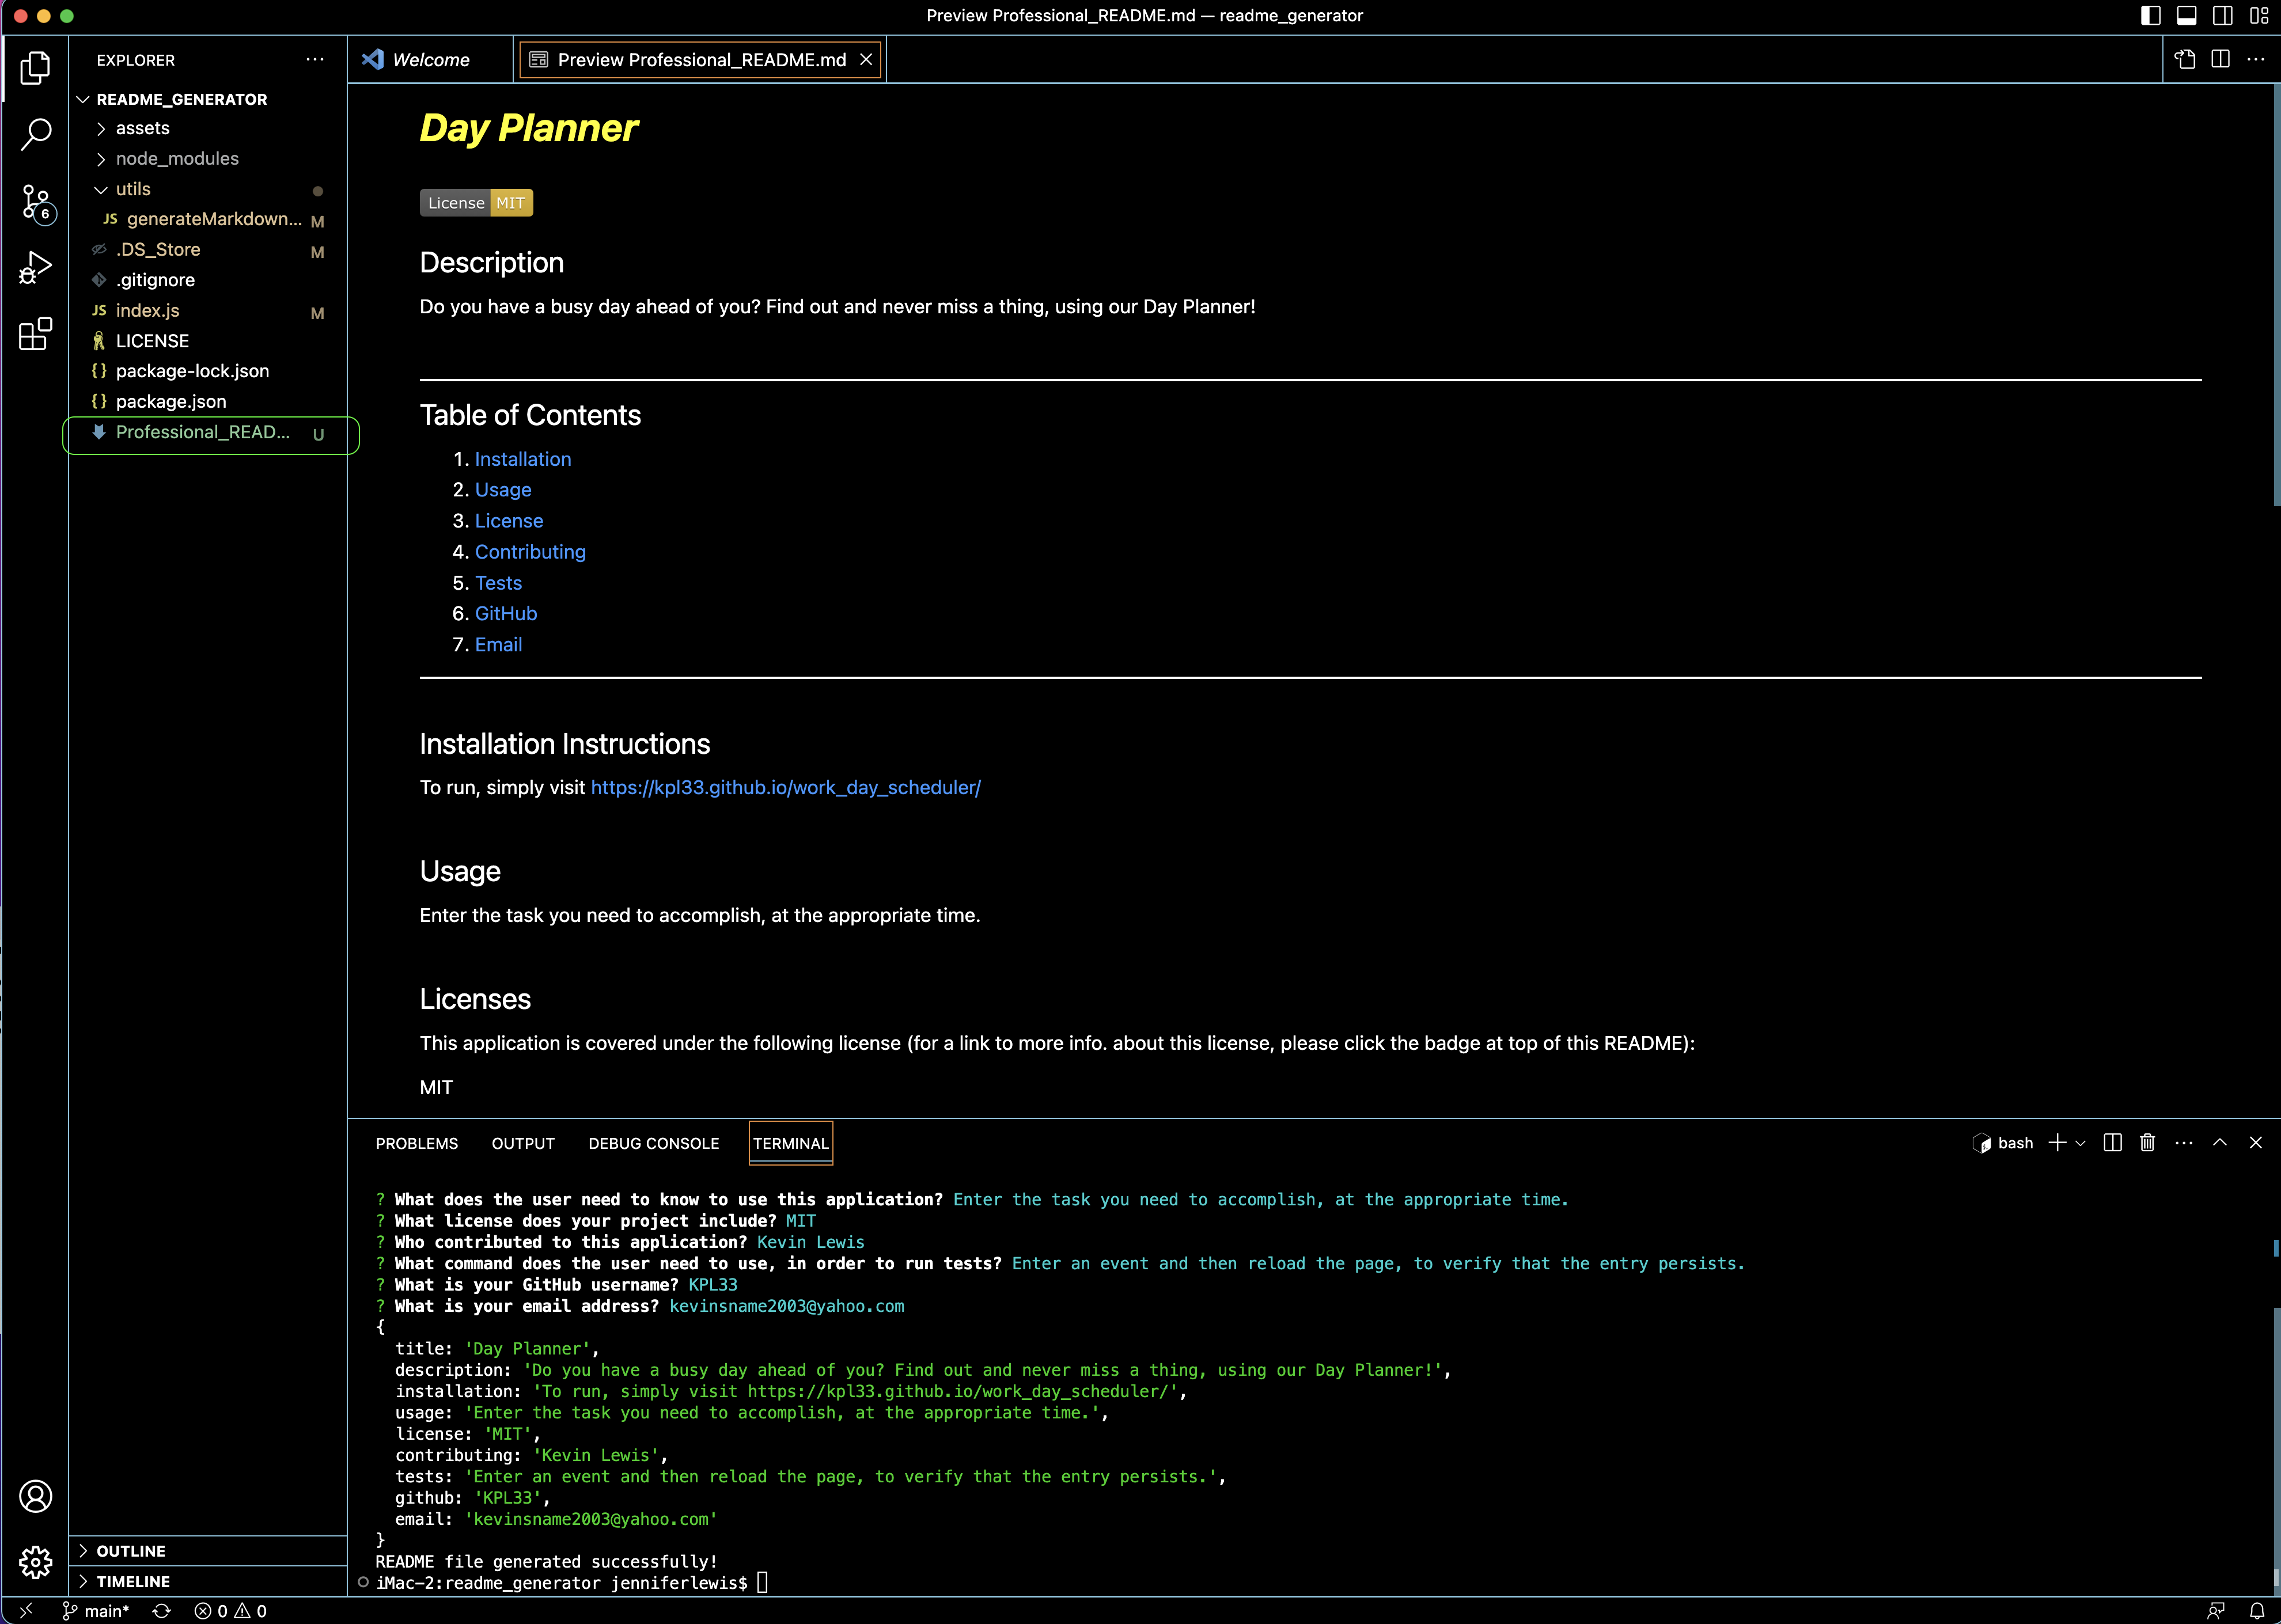 Preview Professional_README.md — readme_generator
EXPLORER
Welcome
Preview Professional_README.md
README_GENERATOR
assets
node_modules
utils
JS generateMarkdown... M
.DS_Store M
.gitignore
JS index.js M
LICENSE
{} package-lock.json
{} package.json
Professional_READ... U
6
OUTLINE
TIMELINE
Day Planner
License MIT
Description
Do you have a busy day ahead of you? Find out and never miss a thing, using our Day Planner!
Table of Contents
1. Installation
2. Usage
3. License
4. Contributing
5. Tests
6. GitHub
7. Email
Installation Instructions
To run, simply visit https://kpl33.github.io/work_day_scheduler/
Usage
Enter the task you need to accomplish, at the appropriate time.
Licenses
This application is covered under the following license (for a link to more info. about this license, please click the badge at top of this README):
MIT
PROBLEMS OUTPUT DEBUG CONSOLE TERMINAL
bash
? What does the user need to know to use this application? Enter the task you need to accomplish, at the appropriate time.
? What license does your project include? MIT
? Who contributed to this application? Kevin Lewis
? What command does the user need to use, in order to run tests? Enter an event and then reload the page, to verify that the entry persists.
? What is your GitHub username? KPL33
? What is your email address? kevinsname2003@yahoo.com
{
title: 'Day Planner',
description: 'Do you have a busy day ahead of you? Find out and never miss a thing, using our Day Planner!',
installation: 'To run, simply visit https://kpl33.github.io/work_day_scheduler/',
usage: 'Enter the task you need to accomplish, at the appropriate time.',
license: 'MIT',
contributing: 'Kevin Lewis',
tests: 'Enter an event and then reload the page, to verify that the entry persists.',
github: 'KPL33',
email: 'kevinsname2003@yahoo.com'
}
README file generated successfully!
iMac-2:readme_generator jenniferlewis$
main* 0 0